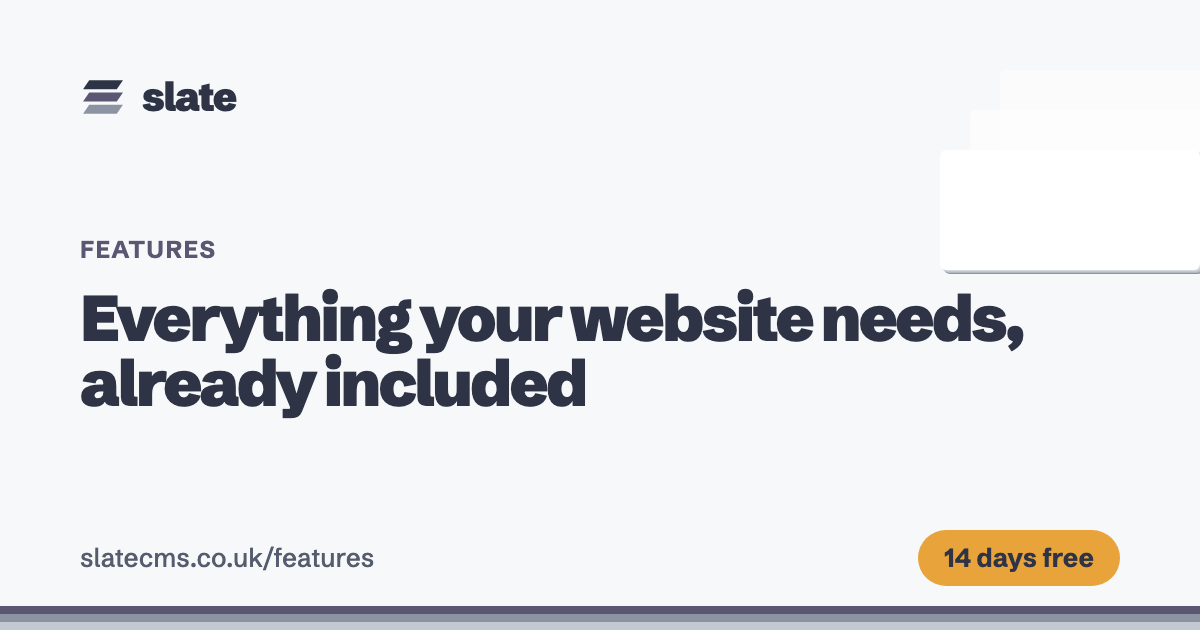 slate
FEATURES
Everything your website needs,
already included
slatecms.co.uk/features
14 days free